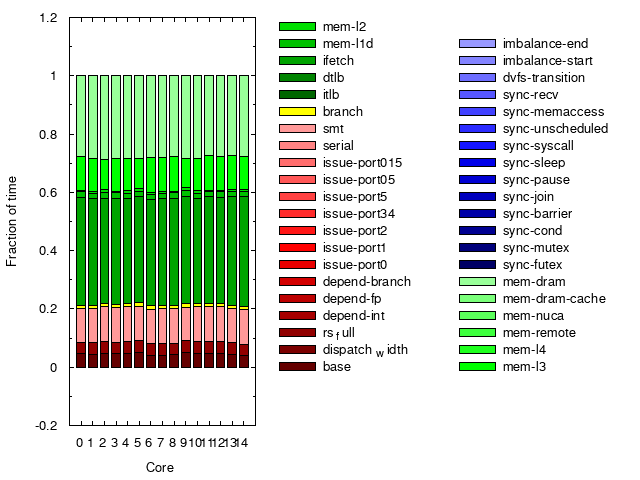 1.2
1
0.8
0.6
0.4
0.2
0
-0.2
Fraction of time
0 1 2 3 4 5 6 7 8 9 10 11 12 13 14
Core
mem-l2
mem-l1d
ifetch
dtlb
itlb
branch
smt
serial
issue-port015
issue-port05
issue-port5
issue-port34
issue-port2
issue-port1
issue-port0
depend-branch
depend-fp
depend-int
rs_full
dispatch_width
base
imbalance-end
imbalance-start
dvfs-transition
sync-recv
sync-memaccess
sync-unscheduled
sync-syscall
sync-sleep
sync-pause
sync-join
sync-barrier
sync-cond
sync-mutex
sync-futex
mem-dram
mem-dram-cache
mem-nuca
mem-remote
mem-l4
mem-l3